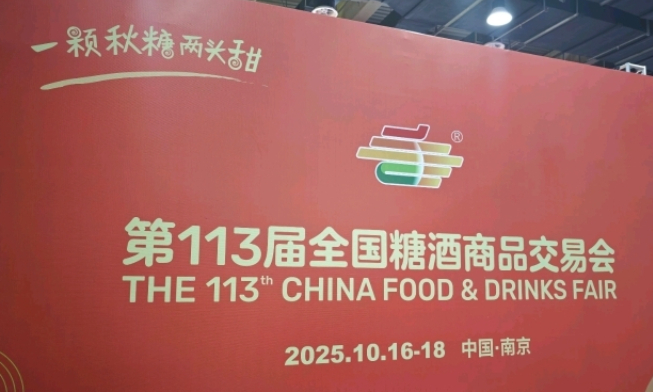 一颗秋糖两头甜
®
第113届全国糖酒商品交易会
THE 113th CHINA FOOD & DRINKS FAIR
2025.10.16-18 中国·南京